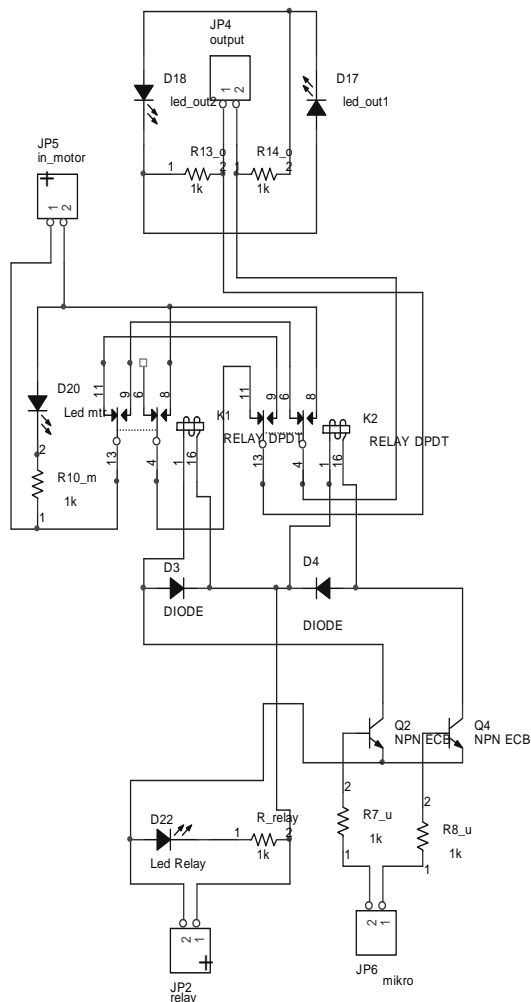 JP4
output
D18
led_out2
D17
led_out1
1 2
R13_o
R14_o
1 2 1 2
1k 1k
JP5
in_motor
+
1 2
D20
Led mtr
11 9 6 8
K1
RELAY DPDT
11 9 6 8
K2
RELAY DPDT
13 4 1 16
13 4 1 16
2
R10_m
1k
1
D3
DIODE
D4
DIODE
Q2
NPN ECB
Q4
NPN ECB
D22
Led Relay
R_relay
1 2
1k
2
R7_u
1k
1
2
R8_u
1k
1
2 1
+
JP2
relay
2 1
JP6
mikro